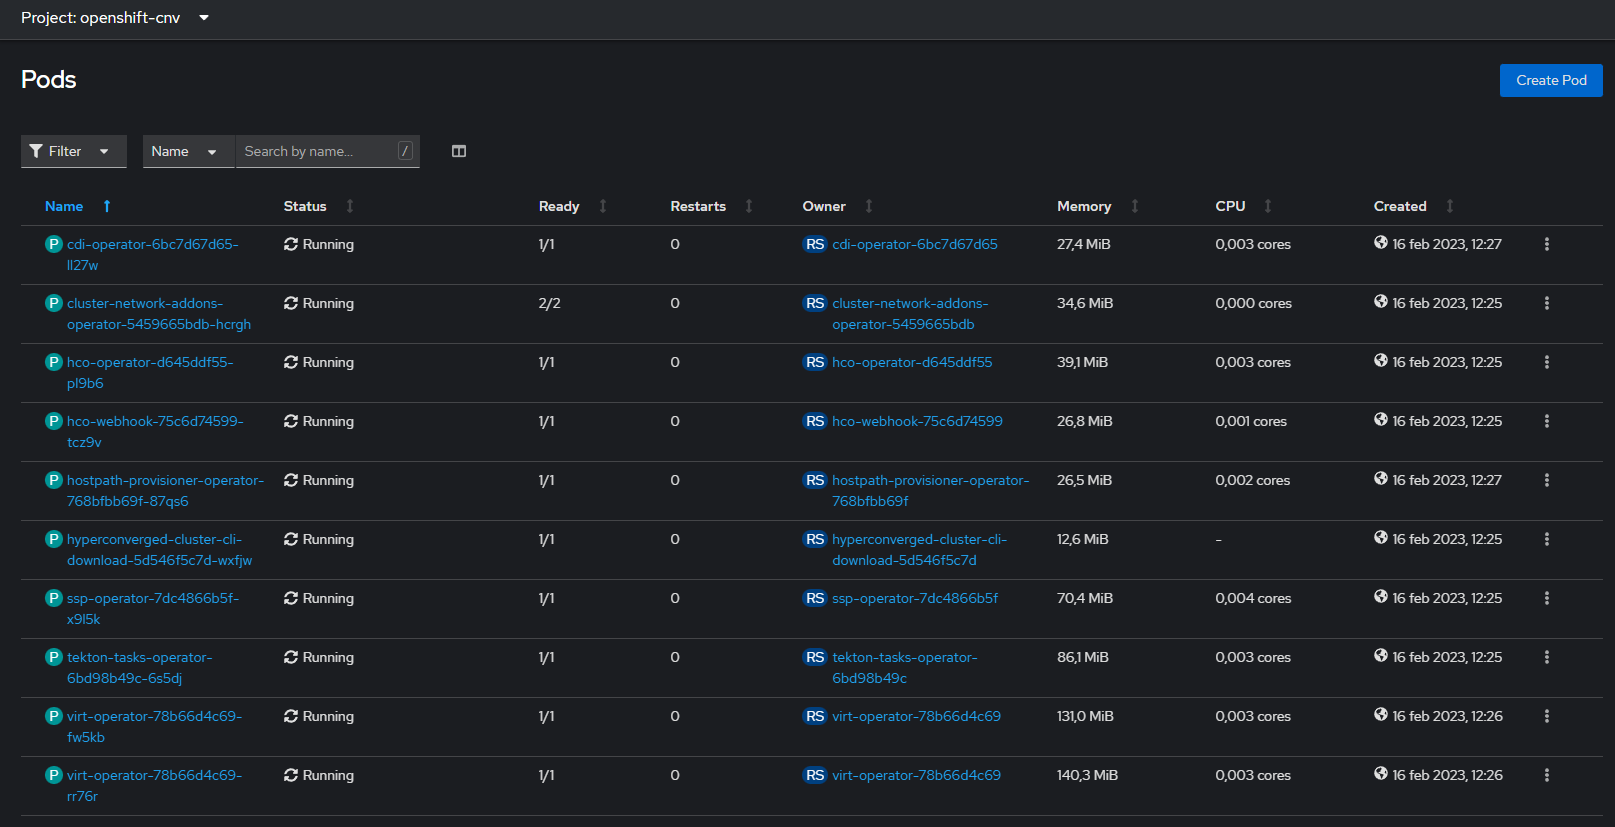 Project: openshift-cnv
Pods
Create Pod
Filter
Name
Search by name...
/
Name Status Ready Restarts Owner Memory CPU Created
P cdi-operator-6bc7d67d65- Running 1/1 0 RS cdi-operator-6bc7d67d65 27,4 MiB 0,003 cores 16 feb 2023, 12:27
ll27w
P cluster-network-addons- Running 2/2 0 RS cluster-network-addons- 34,6 MiB 0,000 cores 16 feb 2023, 12:25
operator-5459665bdb-hcrgh operator-5459665bdb
P hco-operator-d645ddf55- Running 1/1 0 RS hco-operator-d645ddf55 39,1 MiB 0,003 cores 16 feb 2023, 12:25
pl9b6
P hco-webhook-75c6d74599- Running 1/1 0 RS hco-webhook-75c6d74599 26,8 MiB 0,001 cores 16 feb 2023, 12:25
tcz9v
P hostpath-provisioner-operator- Running 1/1 0 RS hostpath-provisioner-operator- 26,5 MiB 0,002 cores 16 feb 2023, 12:27
768bfbb69f-87qs6 768bfbb69f
P hyperconverged-cluster-cli- Running 1/1 0 RS hyperconverged-cluster-cli- 12,6 MiB - 16 feb 2023, 12:25
download-5d546f5c7d-wxfjw download-5d546f5c7d
P ssp-operator-7dc4866b5f- Running 1/1 0 RS ssp-operator-7dc4866b5f 70,4 MiB 0,004 cores 16 feb 2023, 12:25
x9l5k
P tekton-tasks-operator- Running 1/1 0 RS tekton-tasks-operator- 86,1 MiB 0,003 cores 16 feb 2023, 12:25
6bd98b49c-6s5dj 6bd98b49c
P virt-operator-78b66d4c69- Running 1/1 0 RS virt-operator-78b66d4c69 131,0 MiB 0,003 cores 16 feb 2023, 12:26
fw5kb
P virt-operator-78b66d4c69- Running 1/1 0 RS virt-operator-78b66d4c69 140,3 MiB 0,003 cores 16 feb 2023, 12:26
rr76r